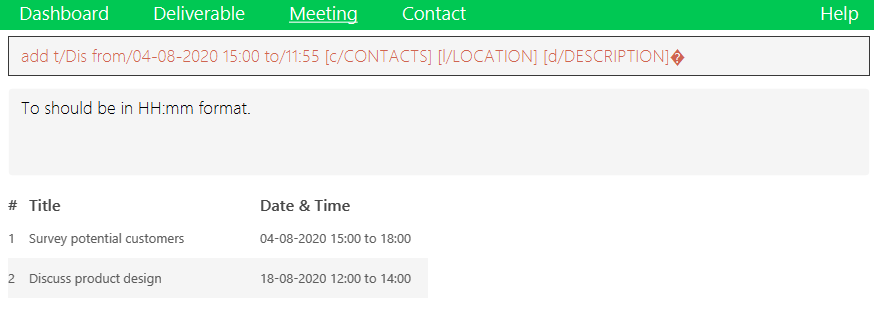 Dashboard Deliverable Meeting Contact Help
add t/Dis from/04-08-2020 15:00 to/11:55 [c/CONTACTS] [l/LOCATION] [d/DESCRIPTION]�
To should be in HH:mm format.
# Title Date & Time
1 Survey potential customers 04-08-2020 15:00 to 18:00
2 Discuss product design 18-08-2020 12:00 to 14:00